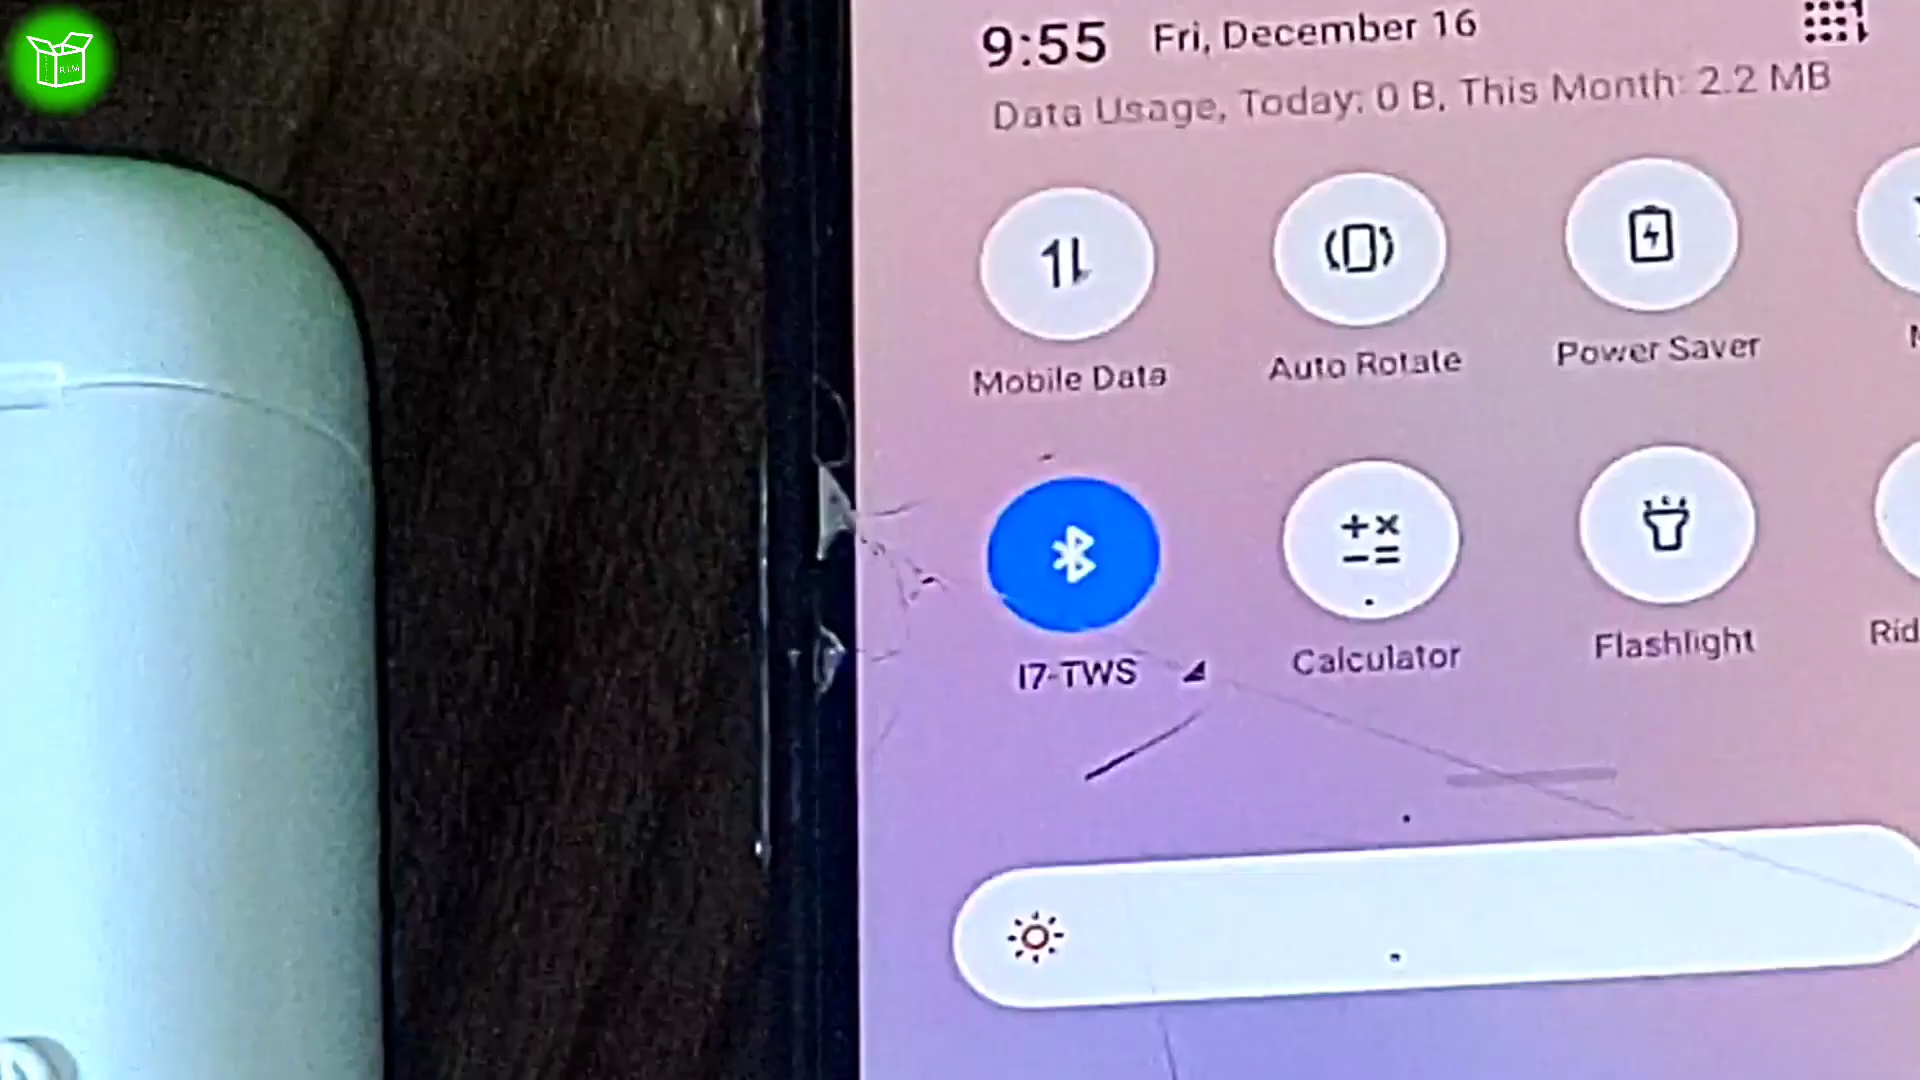 9:55 Fri, December 16
Data Usage, Today: 0 B, This Month: 2.2 MB
Mobile Data
Auto Rotate
Power Saver
I7-TWS
Calculator
Flashlight
Rid